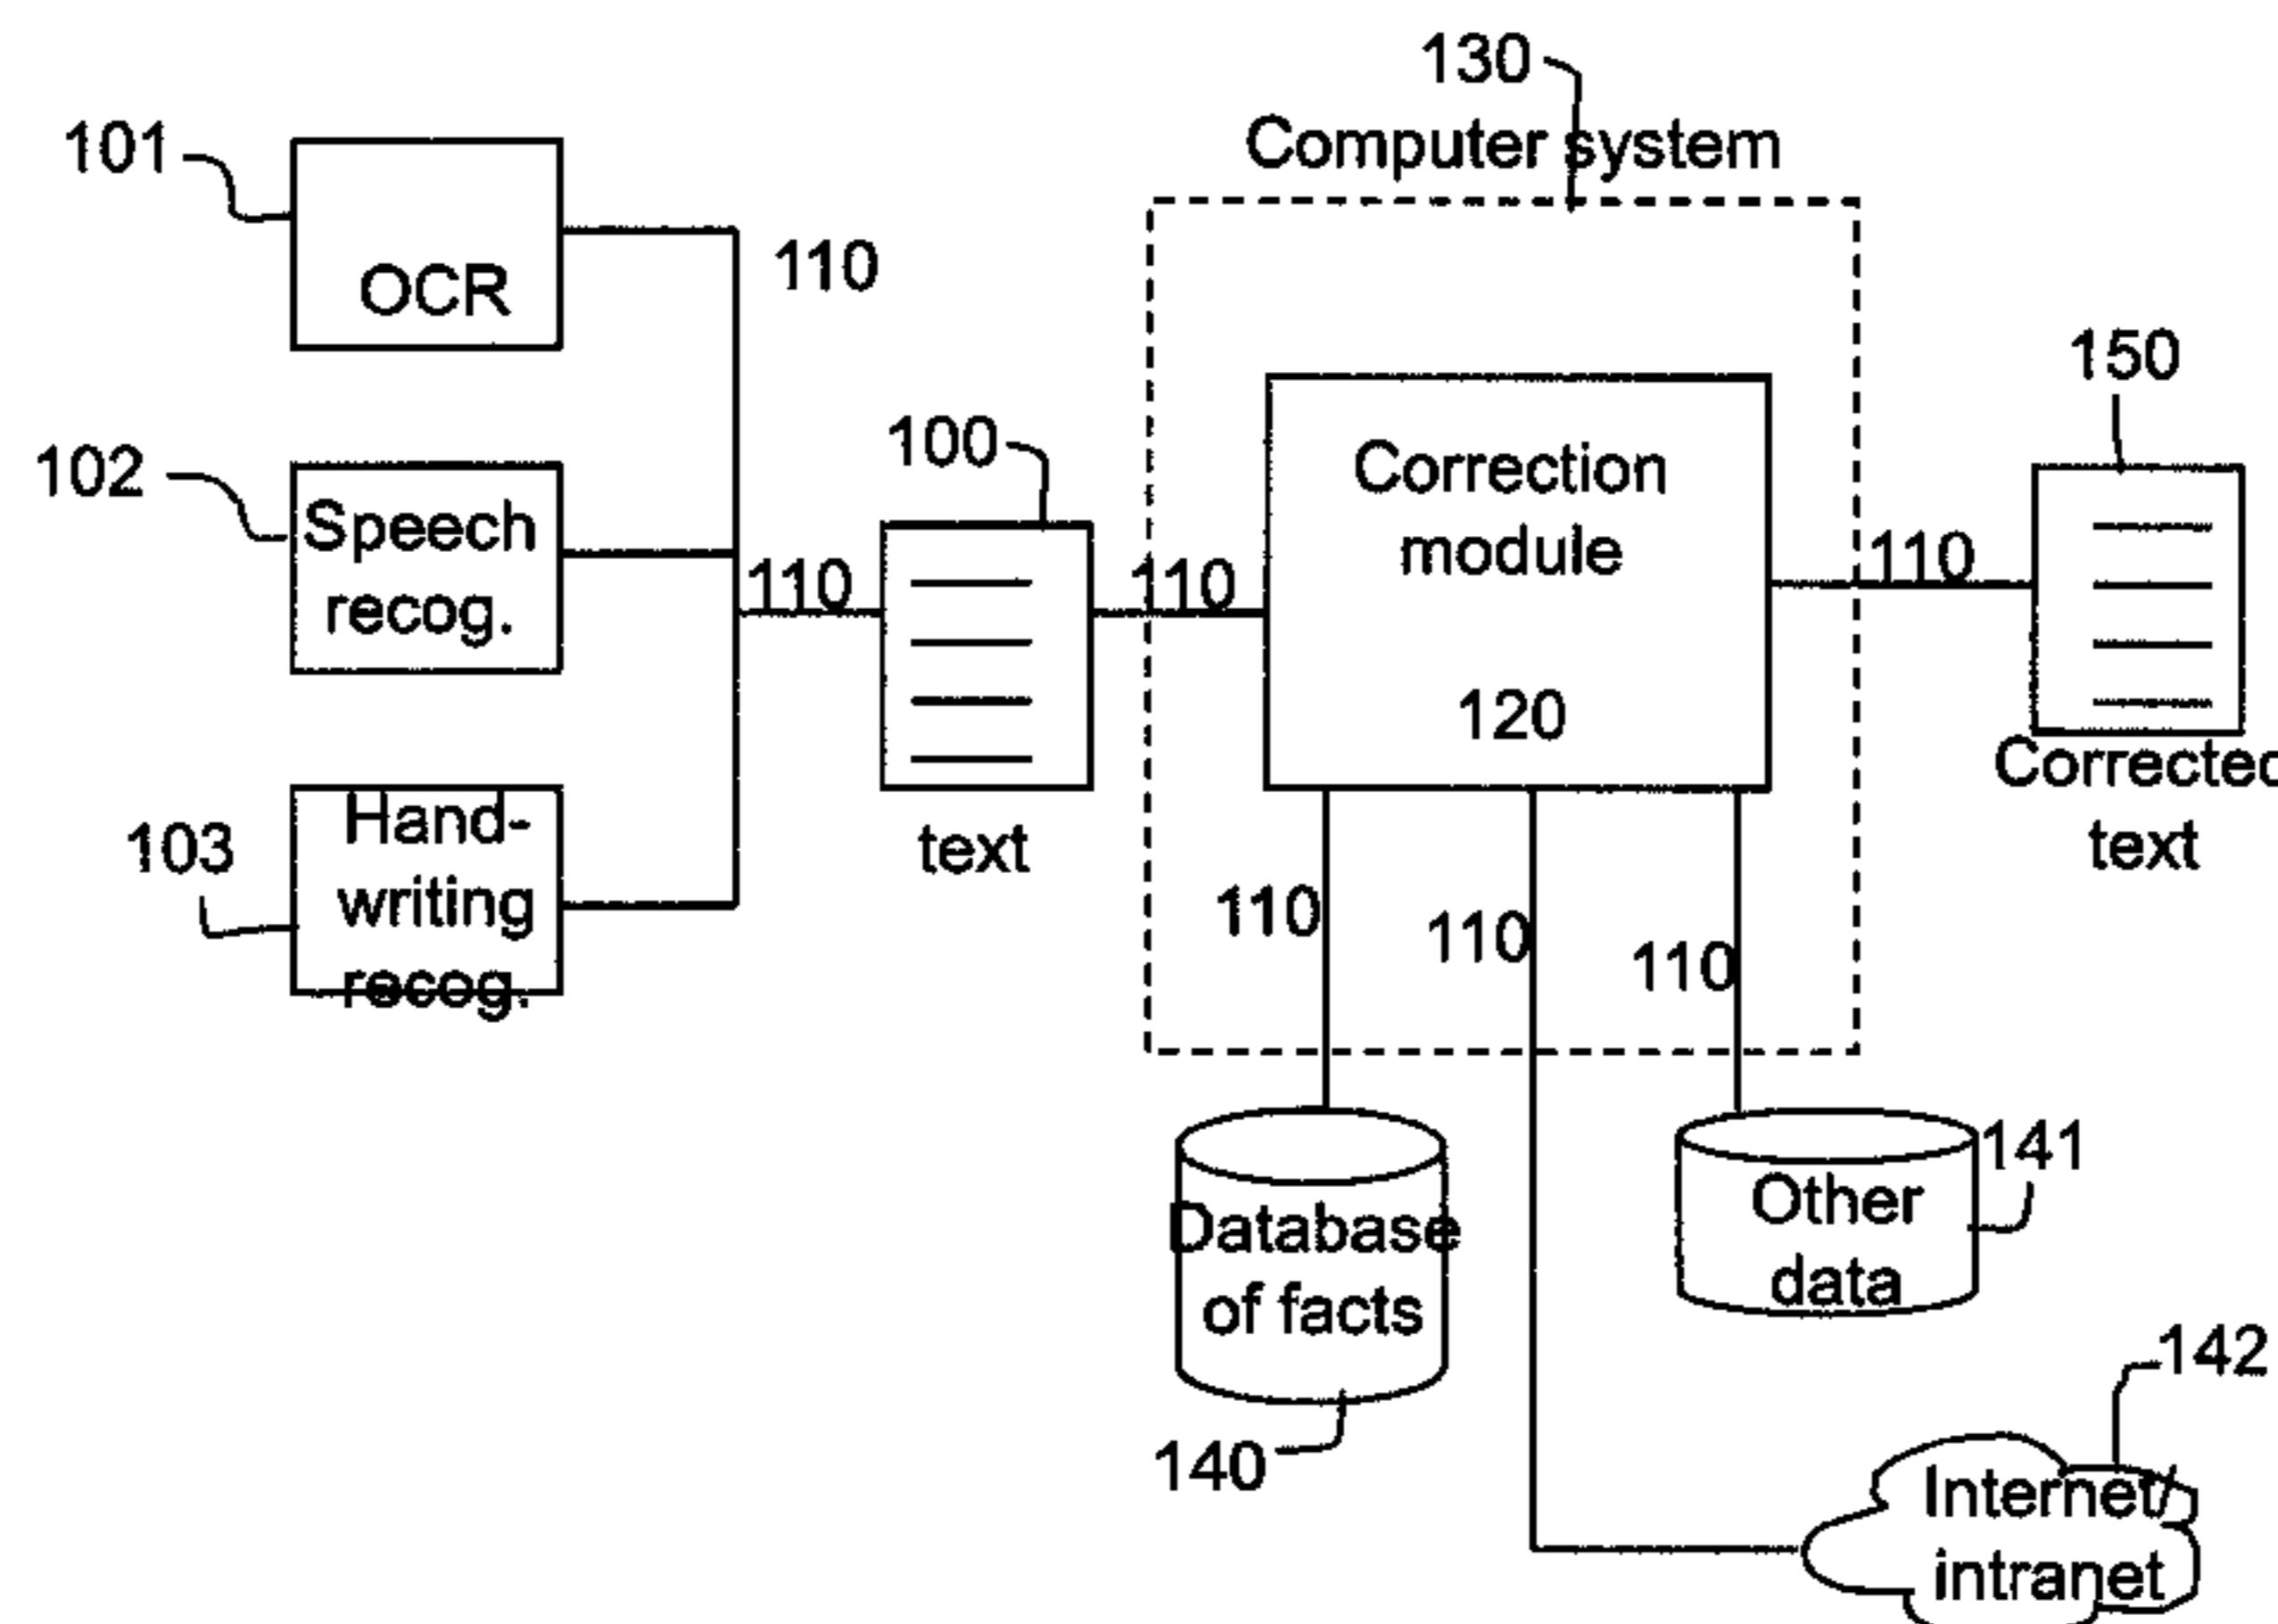 130
Computer system
101
OCR
110
150
100
102
Speech
recog.
Correction
module
110
110
110
120
Corrected
text
103
Hand-
writing
recog.
text
110
110
110
141
Other
data
Database
of facts
142
140
Internet/
intranet